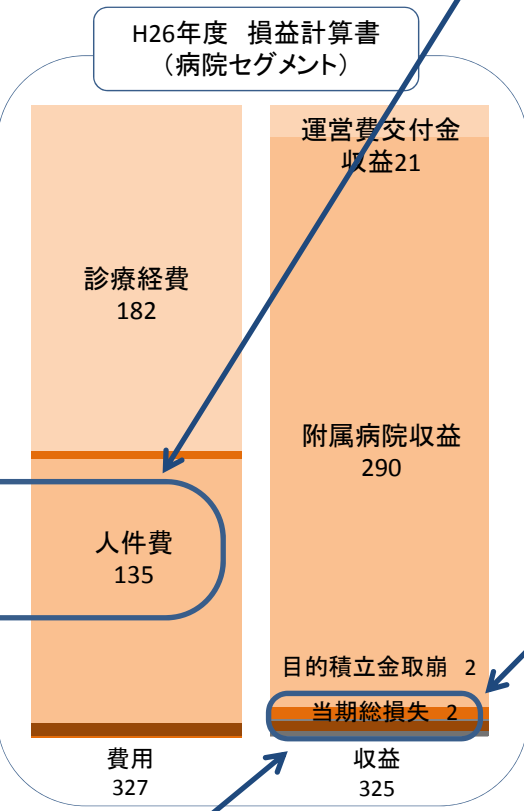 H26年度 損益計算書
（病院セグメント）
診療経費
182
人件費
135
費用
327
運営費交付金
収益21
附属病院収益
290
目的積立金取崩 2
当期総損失 2
収益
325